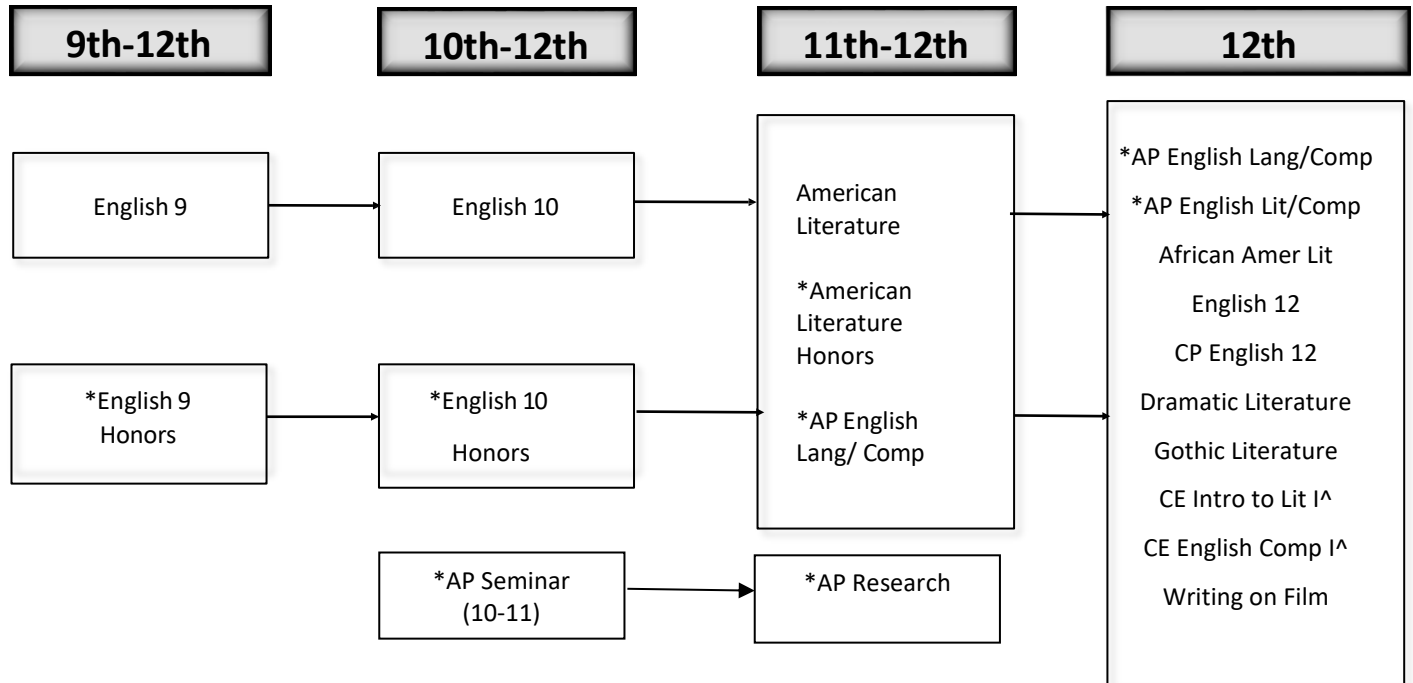 9th-12th
10th-12th
11th-12th
12th
English 9
English 10
American
Literature
*American
Literature
Honors
*AP English
Lang/ Comp
*AP English Lang/Comp
*AP English Lit/Comp
African Amer Lit
English 12
CP English 12
Dramatic Literature
Gothic Literature
CE Intro to Lit I^
CE English Comp I^
Writing on Film
*English 9
Honors
*English 10
Honors
*AP Seminar
(10-11)
*AP Research